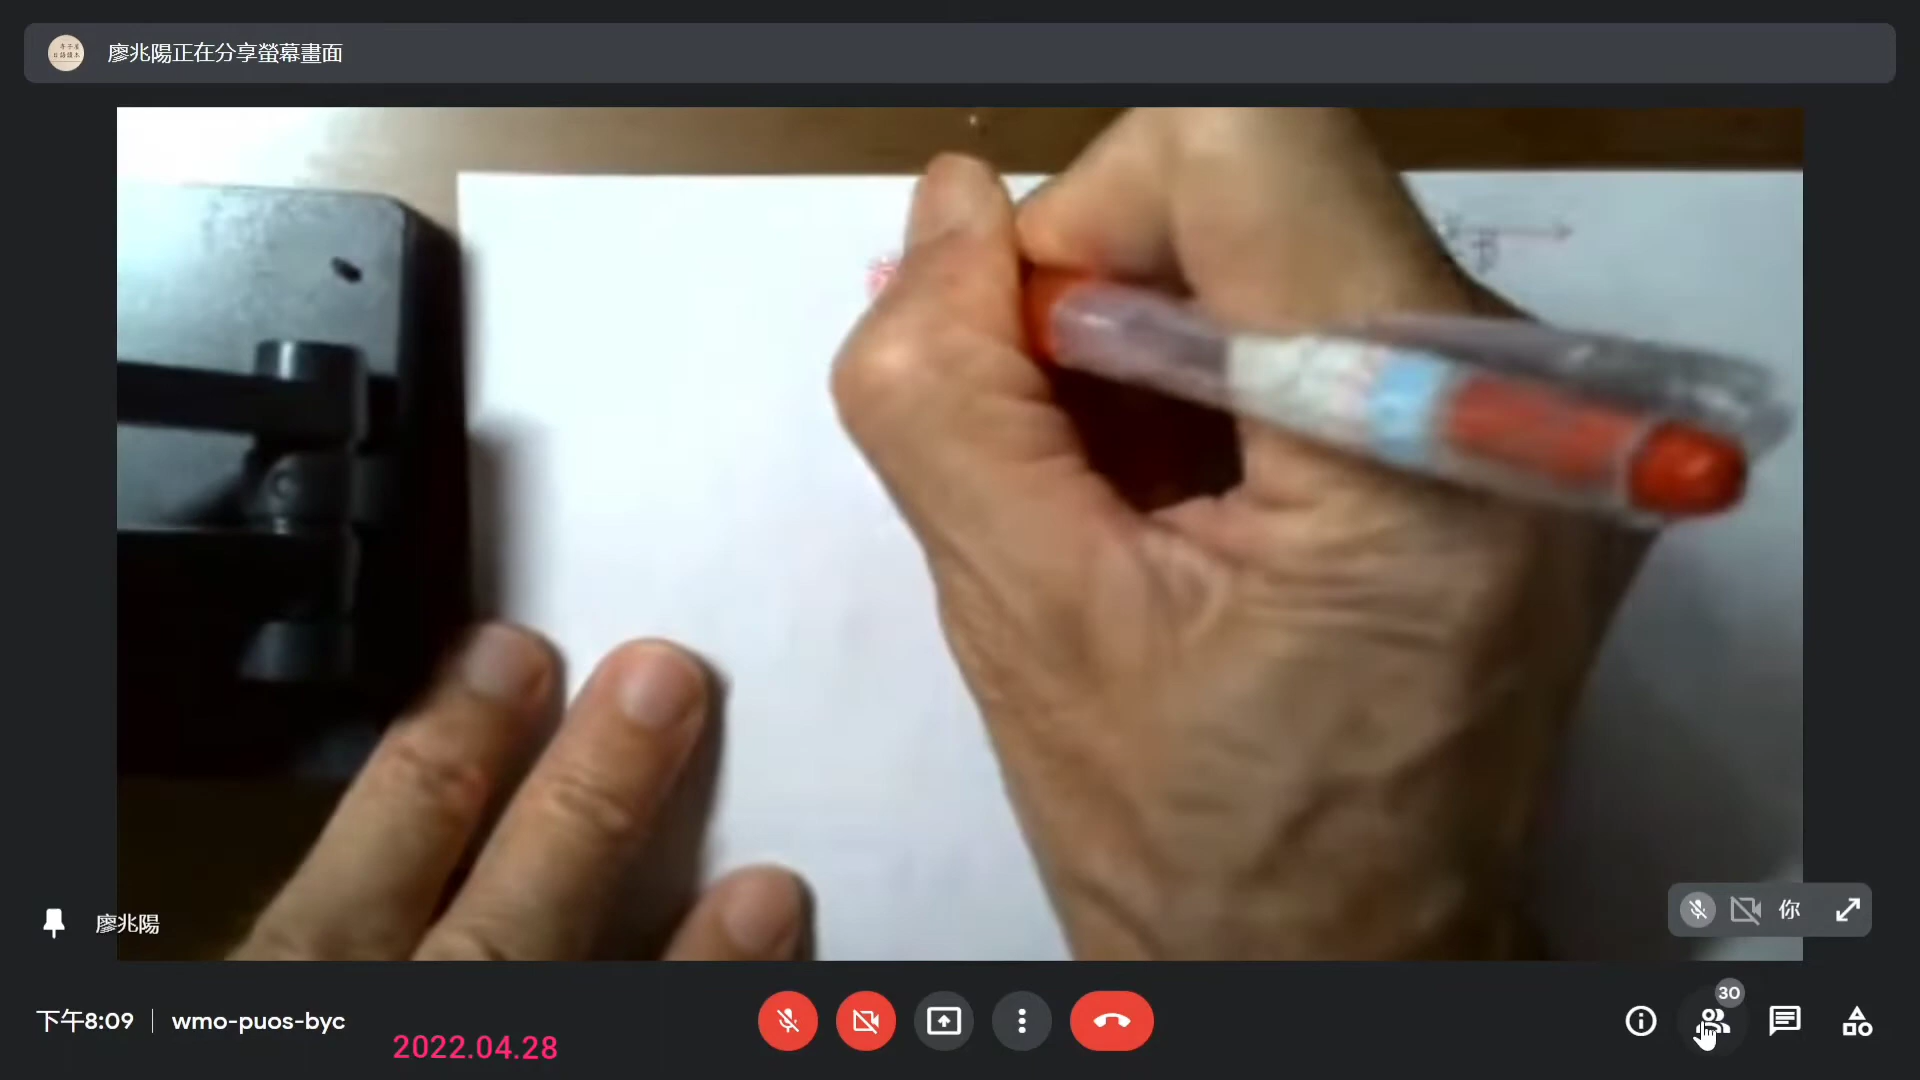 廖兆陽正在分享螢幕畫面
廖兆陽
你
下午8:09
wmo-puos-byc
2022.04.28
30